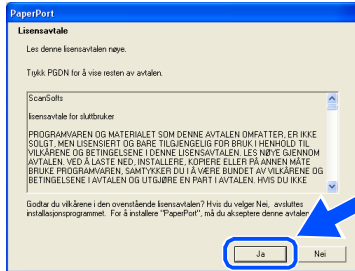 PaperPort
Lisensavtale
Les denne lisensavtalen nøye.
Trykk PGDN for å vise resten av avtalen.
ScanSofts
lisensavtale for sluttbruker
PROGRAMVAREN OG MATERIALET SOM DENNE AVTALEN OMFATTER, ER IKKE
SOLGT, MEN LISENSIERT OG BARE TILGJENGELIG FOR BRUK I HENHOLD TIL
VILKÅRENE OG BETINGELSENE I DENNE LISENSAVTALEN. LES NØYE GJENNOM
AVTALEN. VED Å LASTE NED, INSTALLERE, KOPIERE ELLER PÅ ANNEN MÅTE
BRUKE PROGRAMVAREN, SAMTYKKER DU I Å VÆRE BUNDET AV VILKÅRENE OG
BETINGELSENE I AVTALEN OG UTGJØRE EN PART I AVTALEN. HVIS DU IKKE
Godtar du vilkårene i den ovenstående lisensavtalen? Hvis du velger Nei, avsluttes
installasjonsprogrammet. For å installere "PaperPort", må du akseptere denne avtalen.
Ja
Nei